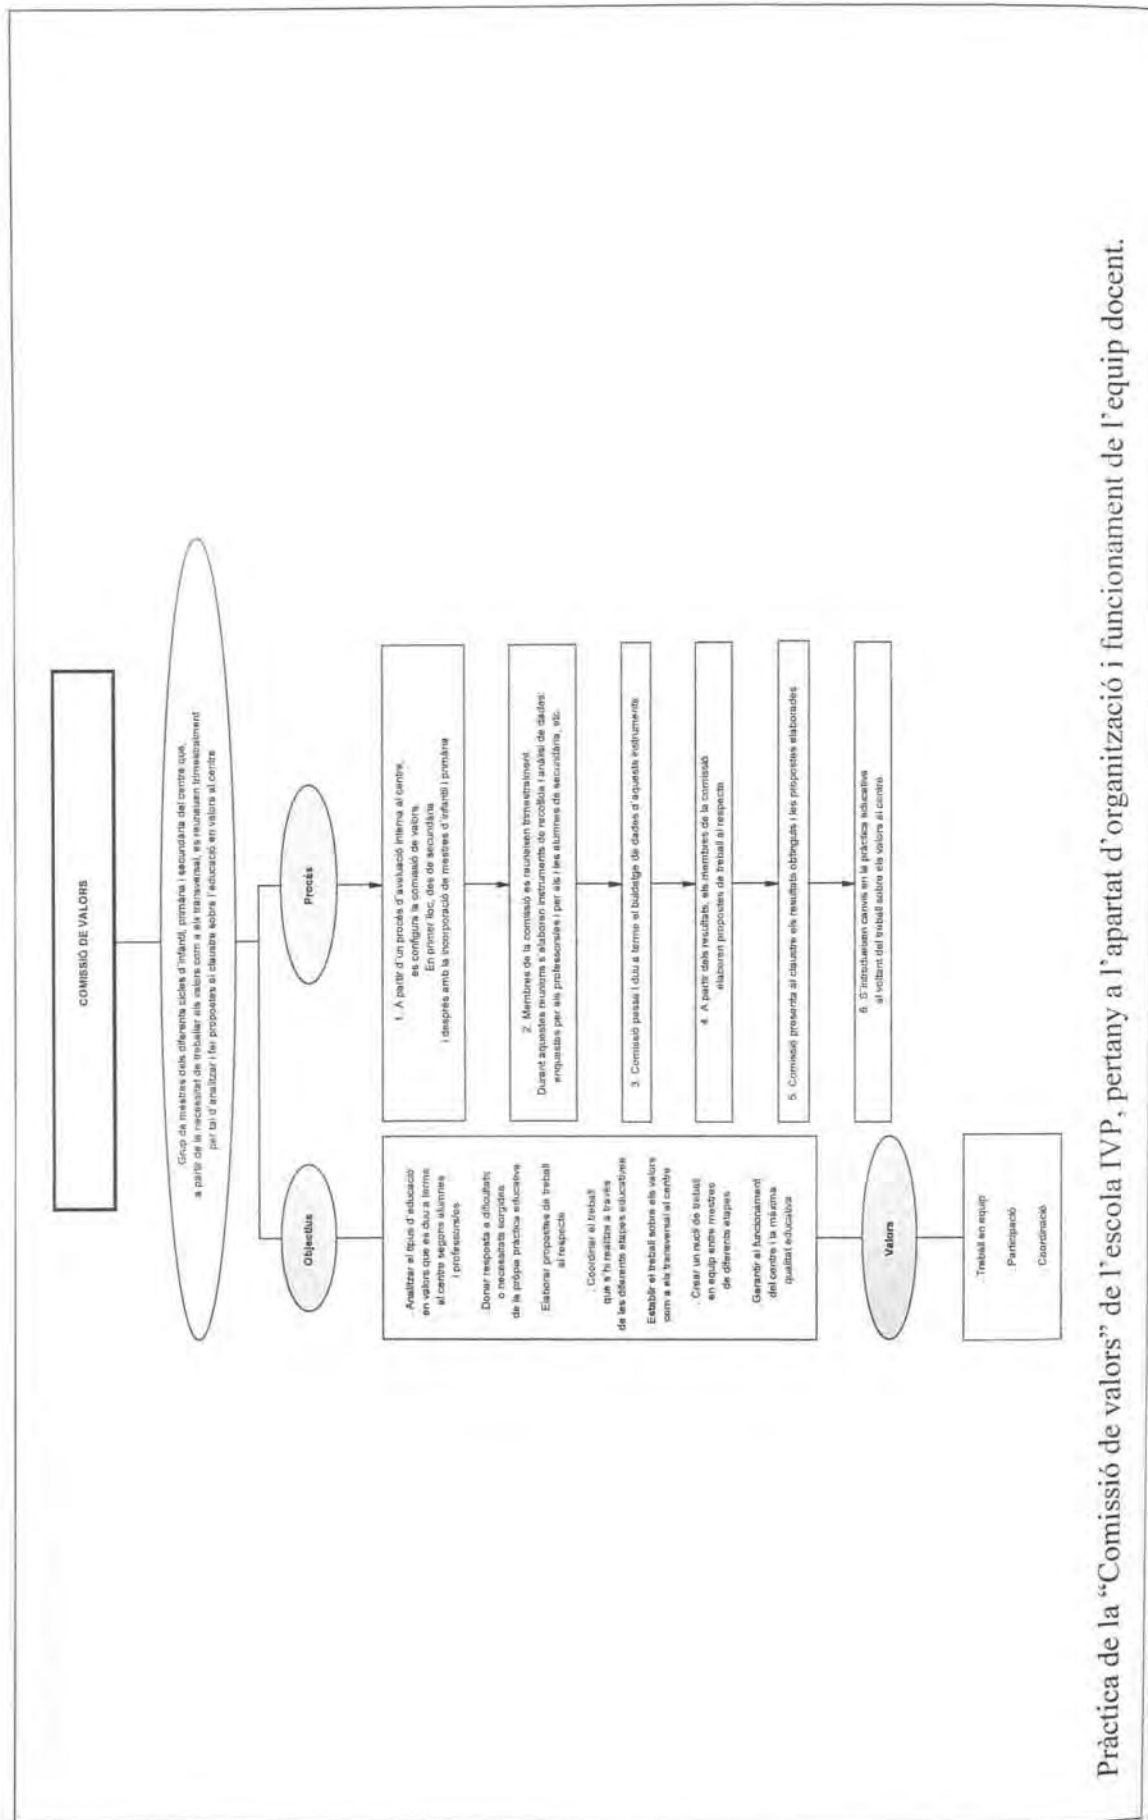 COMISSIÓ DE VALORS
Grup de mestres dels diferents cicles d'infantil, primària i secundària del centre que,
a partir de la necessitat de treballar els valors com a eix transversal, es reuneixen trimestralment
per tal d'analitzar i fer propostes al claustre sobre l'educació en valors al centre
Objectius
. Analitzar el tipus d'educació
en valors que es duu a terme
al centre segons alumnes
i professors/es
. Donar resposta a dificultats
o necessitats sorgides
de la pròpia pràctica educativa
Elaborar propostes de treball
al respecte
. Coordinar el treball
que s'hi realitza a través
de les diferents etapes educatives
Establir el treball sobre els valors
com a eix transversal al centre
. Crear un nucli de treball
en equip entre mestres
de diferents etapes
Garantir el funcionament
del centre i la màxima
qualitat educativa
Valors
Treball en equip
Participació
Coordinació
Procés
1. A partir d'un procés d'avaluació interna al centre,
es configura la comissió de valors.
En primer lloc, des de secundària
i després amb la incorporació de mestres d'infantil i primària
2. Membres de la comissió es reuneixen trimestralment.
Durant aquestes reunions s'elaboren instruments de recollida i anàlisi de dades:
enquestes per als professors/es i per als i les alumnes de secundària, etc.
3. Comissió passa i duu a terme el buidatge de dades d'aquests instruments
4. A partir dels resultats, els membres de la comissió
elaboren propostes de treball al respecte
5. Comissió presenta al claustre els resultats obtinguts i les propostes elaborades
6. S'introdueixen canvis en la pràctica educativa
al voltant del treball sobre els valors al centre.
Pràctica de la “Comissió de valors” de l'escola IVP, pertany a l'apartat d'organització i funcionament de l'equip docent.